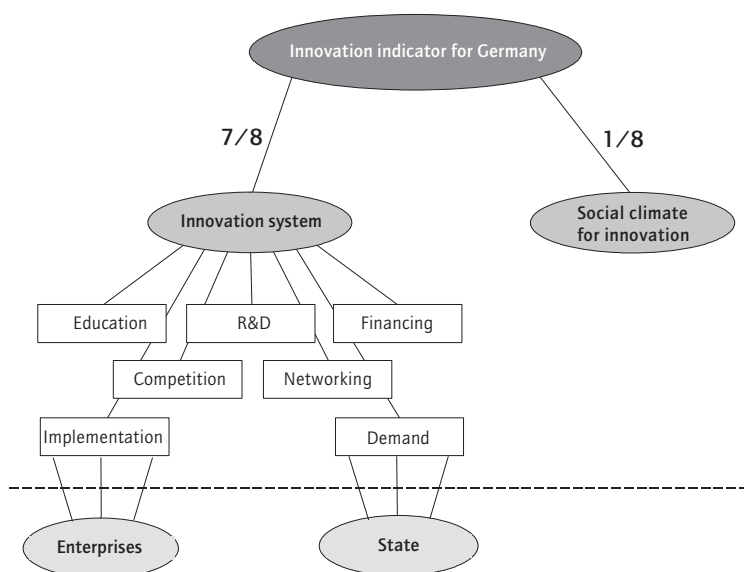 Innovation indicator for Germany
7/8
1/8
Innovation system
Social climate
for innovation
Education
R&D
Financing
Competition
Networking
Implementation
Demand
Enterprises
State